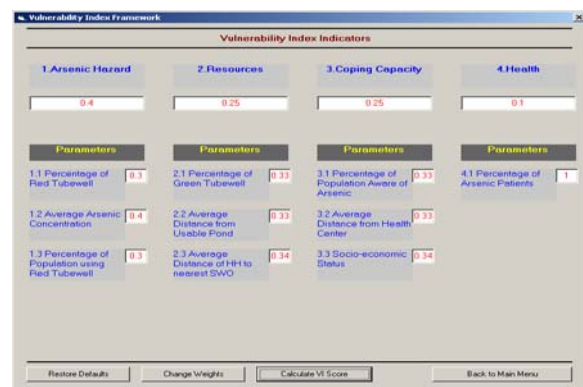 Vulnerability Index Framework
Vulnerability Index Indicators
1.Arsenic Hazard
0.4
2.Resources
0.25
3.Coping Capacity
0.25
4.Health
0.1
Parameters
1.1 Percentage of
Red Tubewell
0.3
1.2 Average Arsenic
Concentration
0.4
1.3 Percentage of
Population using
Red Tubewell
0.3
Parameters
2.1 Percentage of
Green Tubewell
0.33
2.2 Average
Distance from
Usable Pond
0.33
2.3 Average
Distance of HH to
nearest SWO
0.34
Parameters
3.1 Percentage of
Population Aware of
Arsenic
0.33
3.2 Average
Distance from Health
Center
0.33
3.3 Socio-economic
Status
0.34
Parameters
4.1 Percentage of
Arsenic Patients
1
Restore Defaults
Change Weights
Calculate VI Score
Back to Main Menu